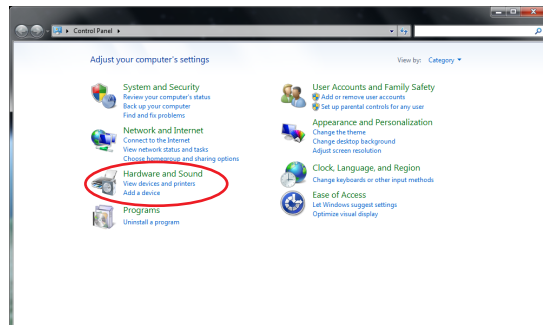 Control Panel
Adjust your computer's settings
View by: Category
System and Security
Review your computer's status
Back up your computer
Find and fix problems
Network and Internet
Connect to the Internet
View network status and tasks
Choose homegroup and sharing options
Hardware and Sound
View devices and printers
Add a device
Programs
Uninstall a program
User Accounts and Family Safety
Add or remove user accounts
Set up parental controls for any user
Appearance and Personalization
Change the theme
Change desktop background
Adjust screen resolution
Clock, Language, and Region
Change keyboards or other input methods
Ease of Access
Let Windows suggest settings
Optimize visual display